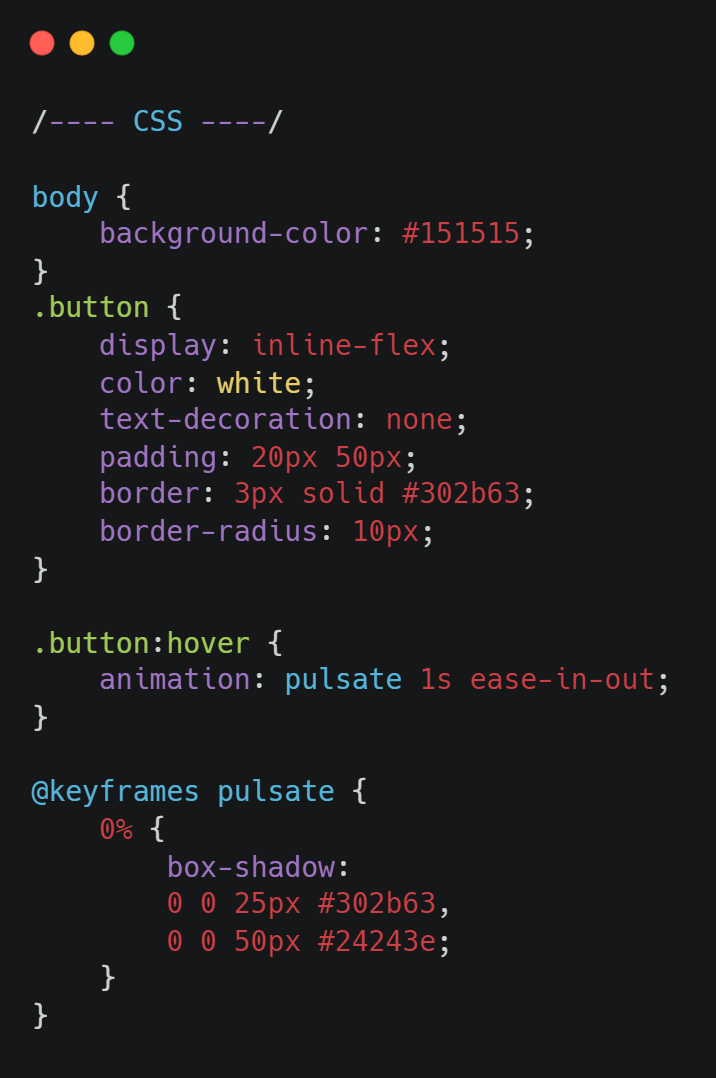 /---- CSS ----/
body {
    background-color: #151515;
}
.button {
    display: inline-flex;
    color: white;
    text-decoration: none;
    padding: 20px 50px;
    border: 3px solid #302b63;
    border-radius: 10px;
}
.button:hover {
    animation: pulsate 1s ease-in-out;
}
@keyframes pulsate {
    0% {
        box-shadow:
        0 0 25px #302b63,
        0 0 50px #24243e;
    }
}